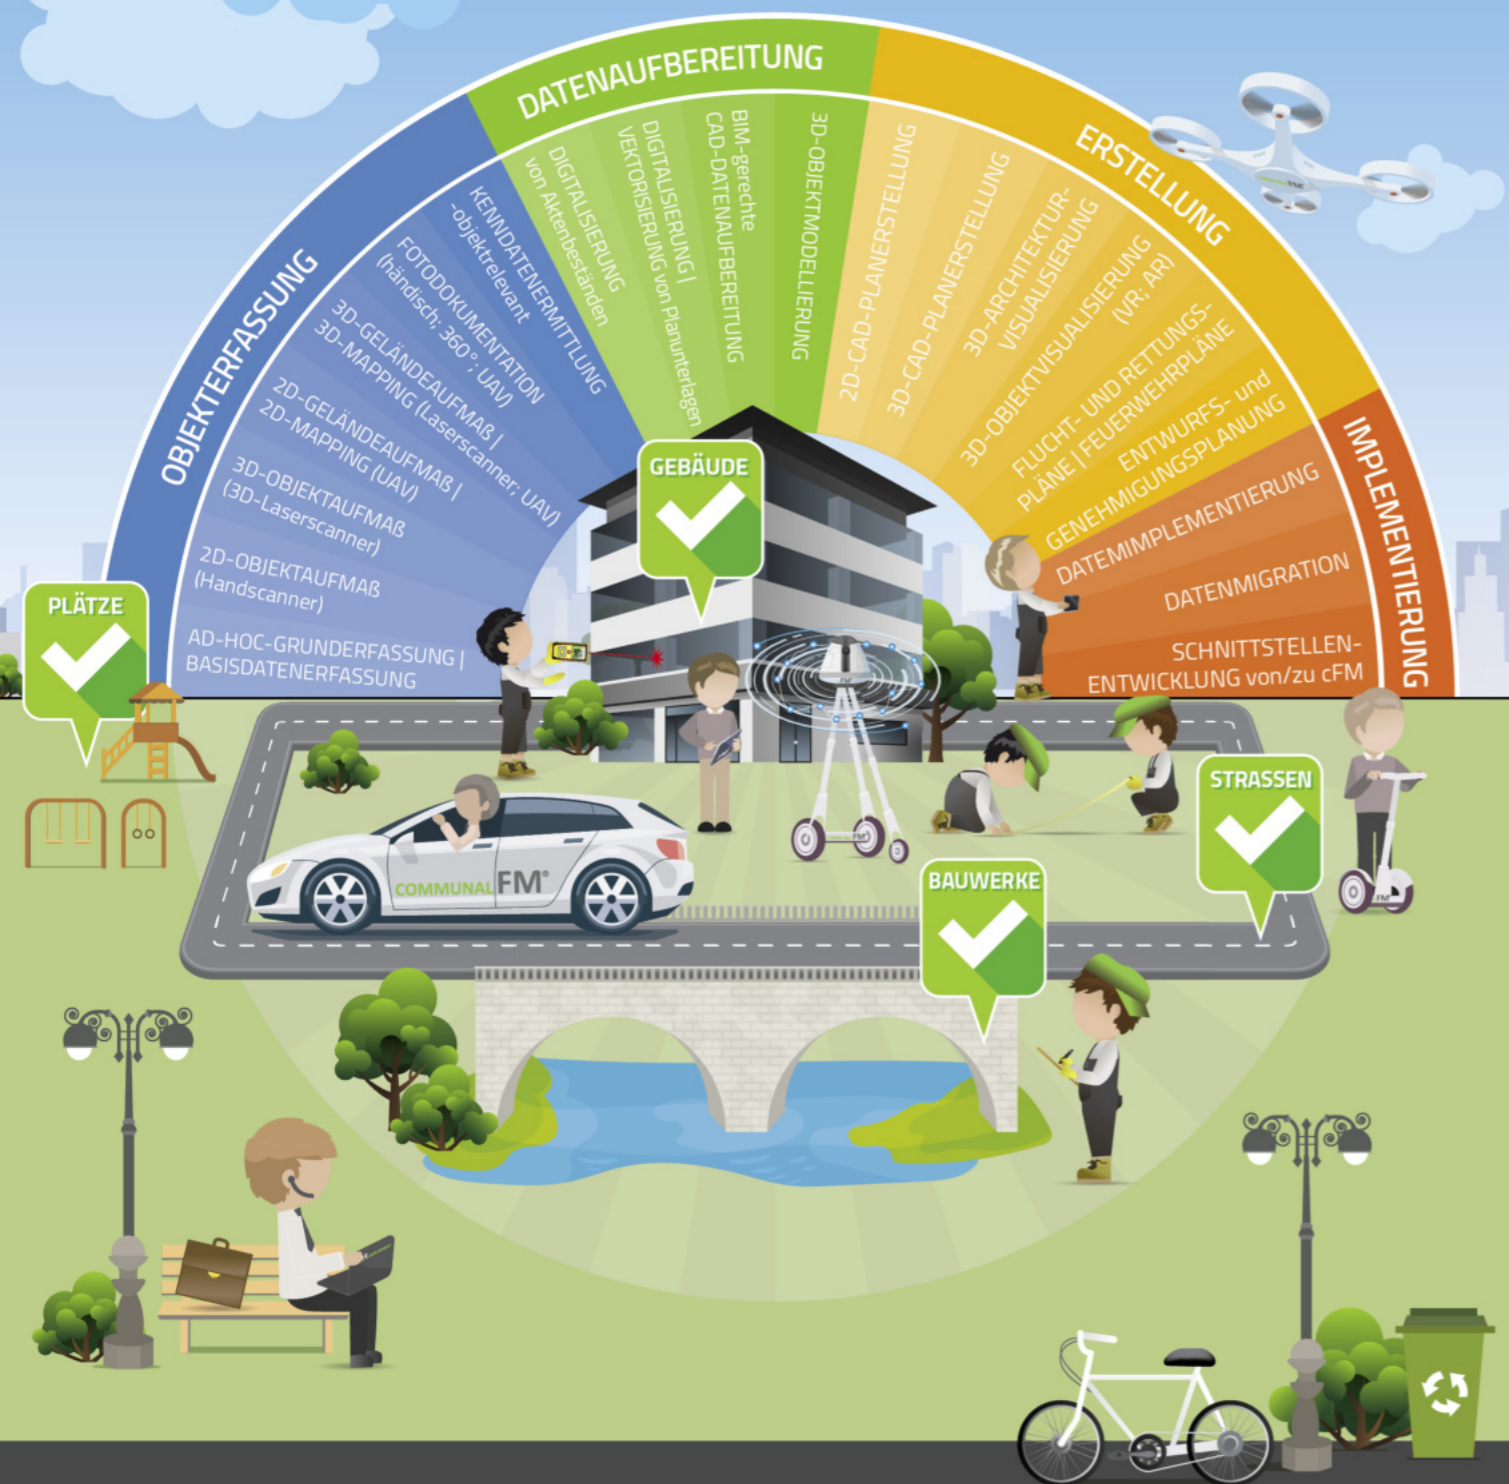 OBJEKTERFASSUNG
AD-HOC-GRUNDERFASSUNG |
BASISDATENERFASSUNG
2D-OBJEKTAUFMAß
(Handscanner)
3D-OBJEKTAUFMAß
(3D-Laserscanner)
2D-GELÄNDEAUFMAß |
2D-MAPPING (UAV)
3D-GELÄNDEAUFMAß |
3D-MAPPING (Laserscanner; UAV)
FOTODOKUMENTATION
(händisch; 360°; UAV)
KENNDATENERMITTLUNG
-objektrelevant
DATENAUFBEREITUNG
DIGITALISIERUNG
von Aktenbeständen
DIGITALISIERUNG |
VEKTORISIERUNG von Planunterlagen
BIM-gerechte
CAD-DATENAUFBEREITUNG
3D-OBJEKTMODELLIERUNG
ERSTELLUNG
2D-CAD-PLANERSTELLUNG
3D-CAD-PLANERSTELLUNG
3D-ARCHITEKTUR-
VISUALISIERUNG
3D-OBJEKTVISUALISIERUNG
(VR; AR)
FLUCHT- UND RETTUNGS-
PLÄNE | FEUERWEHRPLÄNE
ENTWURFS- und
GENEHMIGUNGSPLANUNG
IMPLEMENTIERUNG
DATEMIMPLEMENTIERUNG
DATENMIGRATION
SCHNITTSTELLEN-
ENTWICKLUNG von/zu cFM
GEBÄUDE
PLÄTZE
STRASSEN
BAUWERKE
COMMUNAL FM®
FM
FM